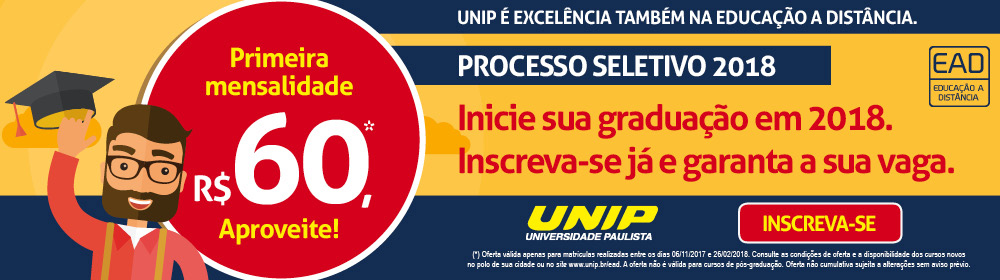 Primeira
mensalidade
R$60,*
Aproveite!
UNIP É EXCELÊNCIA TAMBÉM NA EDUCAÇÃO A DISTÂNCIA.
PROCESSO SELETIVO 2018
EAD
EDUCAÇÃO A
DISTÂNCIA
Inicie sua graduação em 2018.
Inscreva-se já e garanta a sua vaga.
UNIP
UNIVERSIDADE PAULISTA
INSCREVA-SE
(*) Oferta válida apenas para matrículas realizadas entre os dias 06/11/2017 e 26/02/2018. Consulte as condições de oferta e a disponibilidade dos cursos novos
no polo de sua cidade ou no site www.unip.br/ead. A oferta não é válida para cursos de pós-graduação. Oferta não cumulativa sujeita a alterações sem aviso prévio.